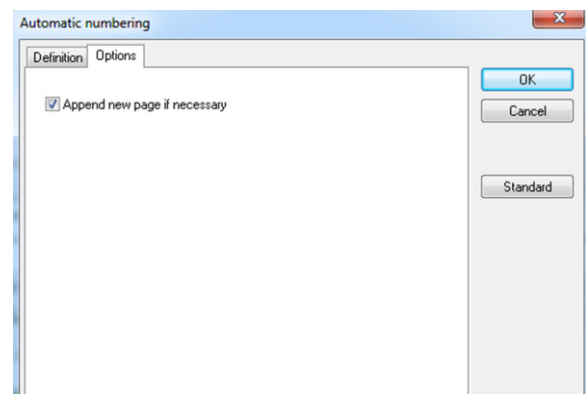 Automatic numbering
Definition Options
OK
Append new page if necessary
Cancel
Standard